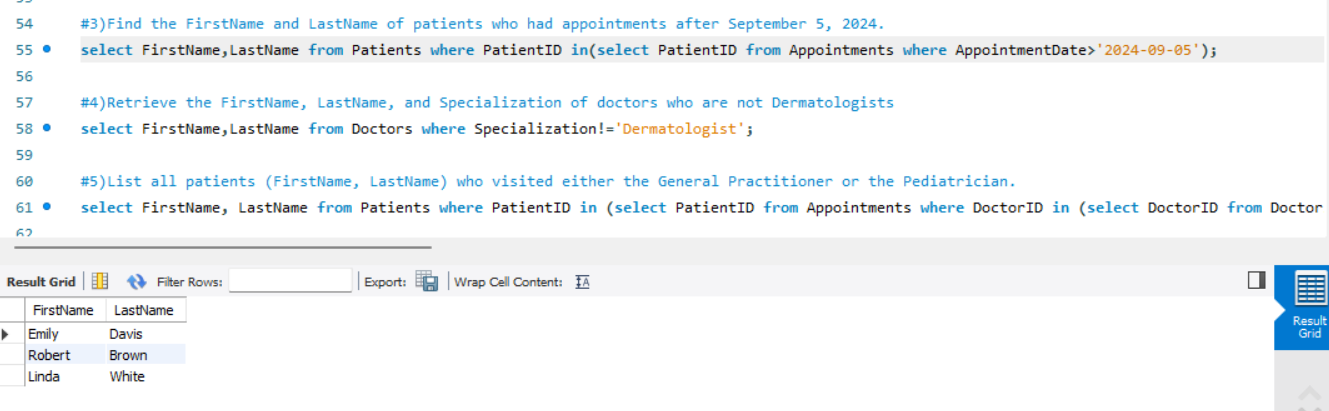 54 #3)Find the FirstName and LastName of patients who had appointments after September 5, 2024.
55 select FirstName,LastName from Patients where PatientID in(select PatientID from Appointments where AppointmentDate>'2024-09-05');
56
57 #4)Retrieve the FirstName, LastName, and Specialization of doctors who are not Dermatologists
58 select FirstName,LastName from Doctors where Specialization!='Dermatologist';
59
60 #5)List all patients (FirstName, LastName) who visited either the General Practitioner or the Pediatrician.
61 select FirstName, LastName from Patients where PatientID in (select PatientID from Appointments where DoctorID in (select DoctorID from Doctor
62
Result Grid Filter Rows: Export: Wrap Cell Content:
FirstName LastName
Emily Davis
Robert Brown
Linda White
Result
Grid